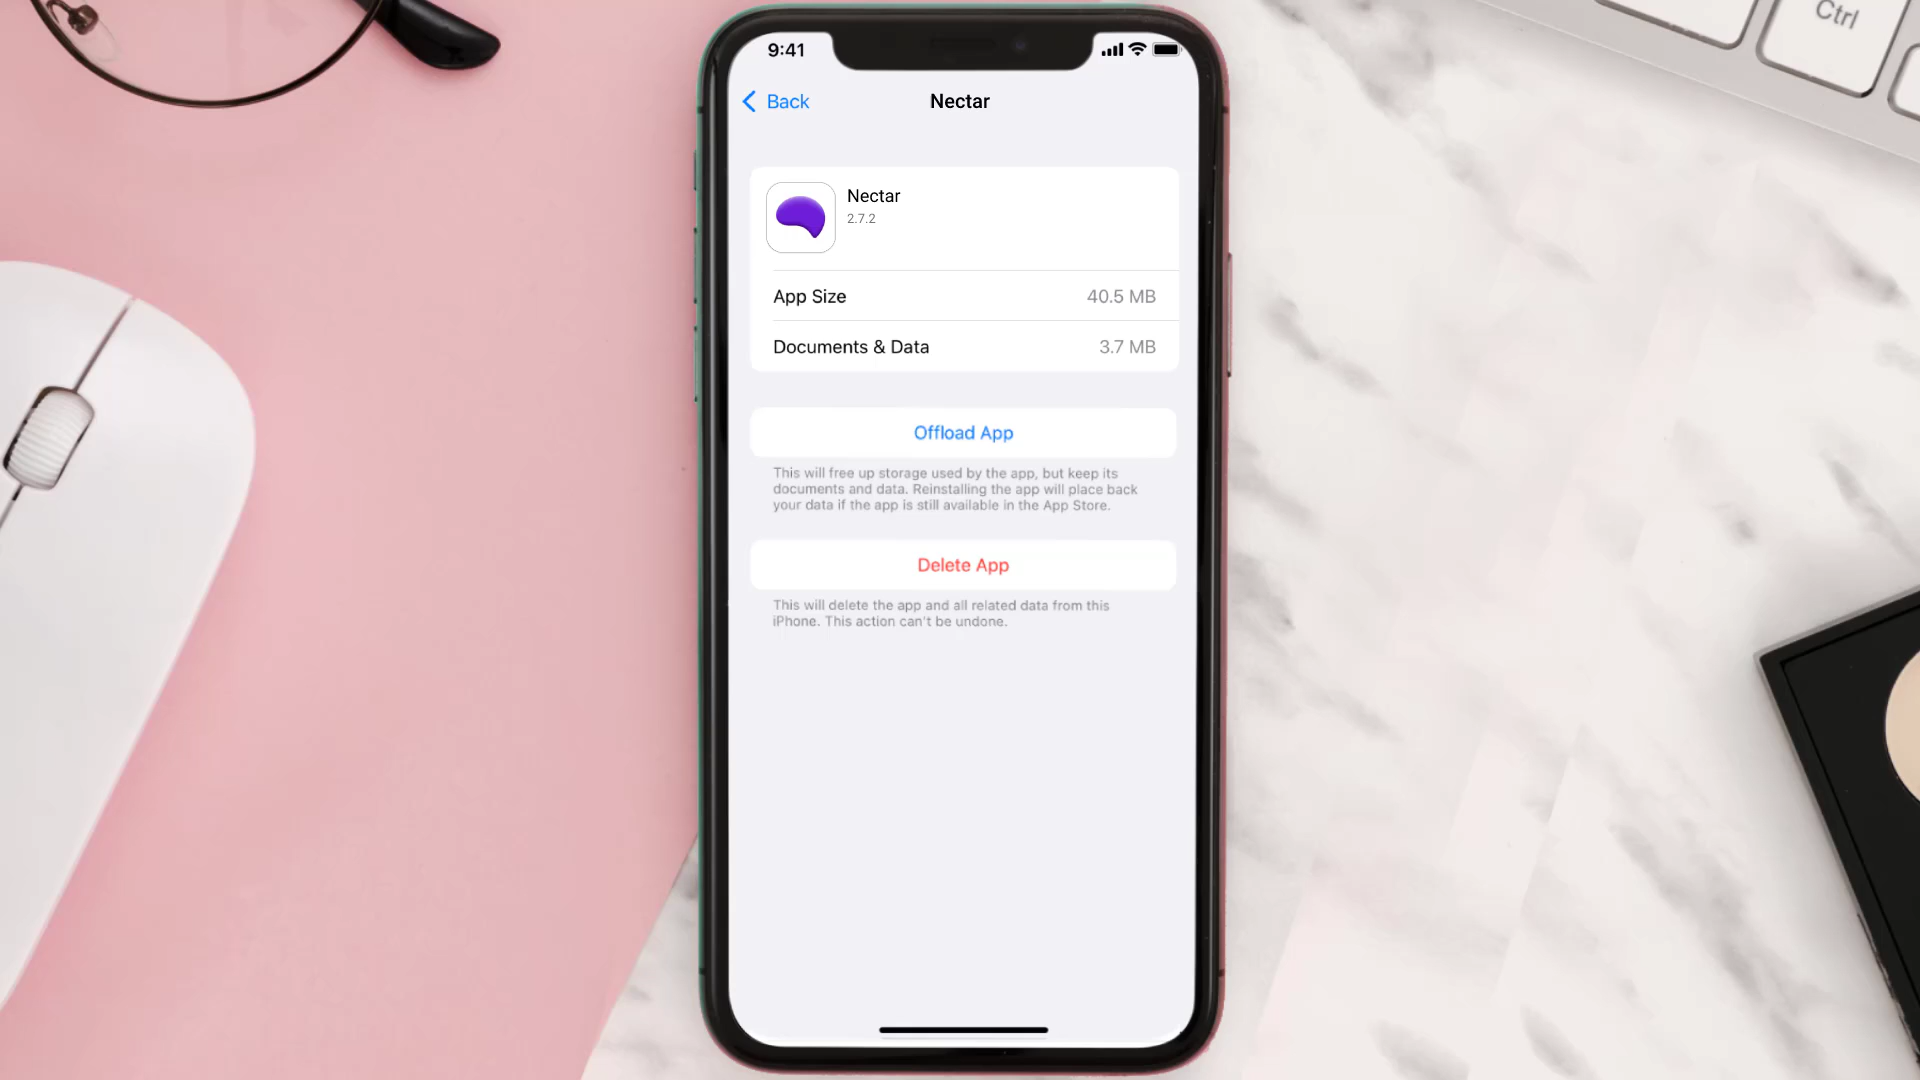 9:41
Back
Nectar
Nectar
2.7.2
App Size
40.5 MB
Documents & Data
3.7 MB
Offload App
This will free up storage used by the app, but keep its
documents and data. Reinstalling the app will place back
your data if the app is still available in the App Store.
Delete App
This will delete the app and all related data from this
iPhone. This action can't be undone.
Ctrl